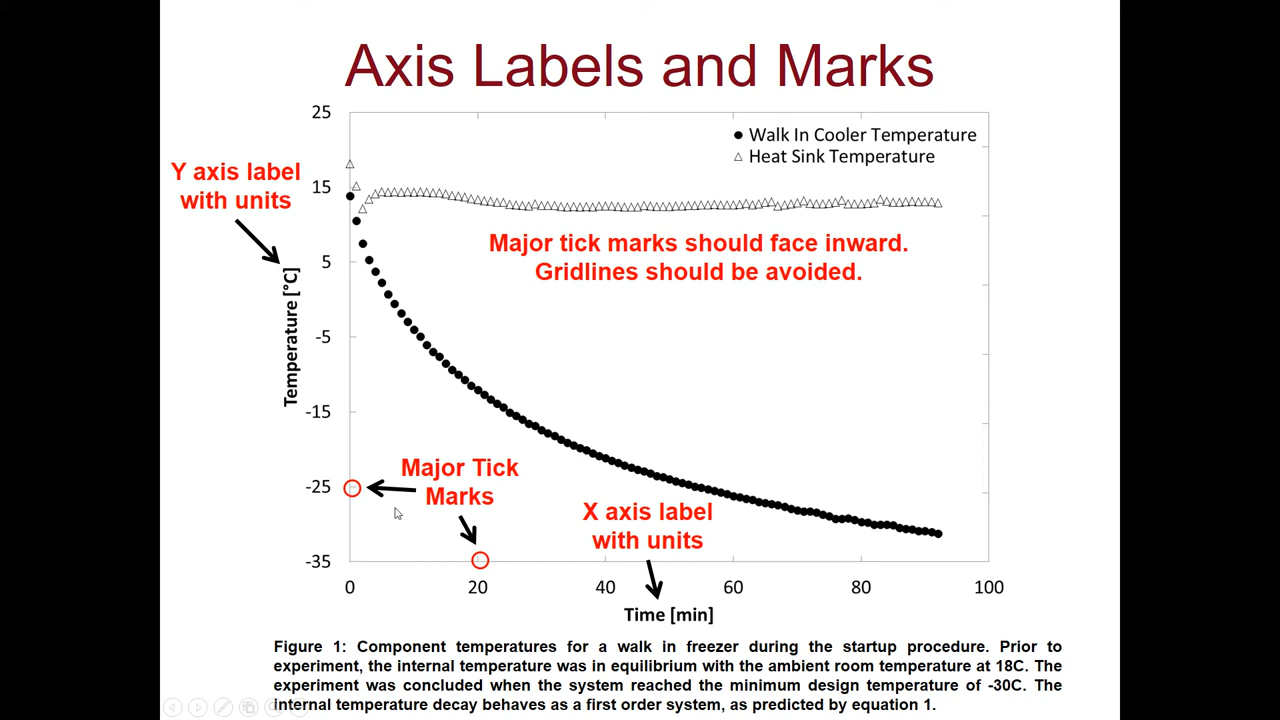 Axis Labels and Marks
25
Walk In Cooler Temperature
Heat Sink Temperature
Y axis label
with units
15
Major tick marks should face inward.
Gridlines should be avoided.
5
Temperature [°C]
-5
-15
Major Tick
Marks
-25
X axis label
with units
-35
0 20 40 60 80 100
Time [min]
Figure 1: Component temperatures for a walk in freezer during the startup procedure. Prior to
experiment, the internal temperature was in equilibrium with the ambient room temperature at 18C. The
experiment was concluded when the system reached the minimum design temperature of -30C. The
internal temperature decay behaves as a first order system, as predicted by equation 1.